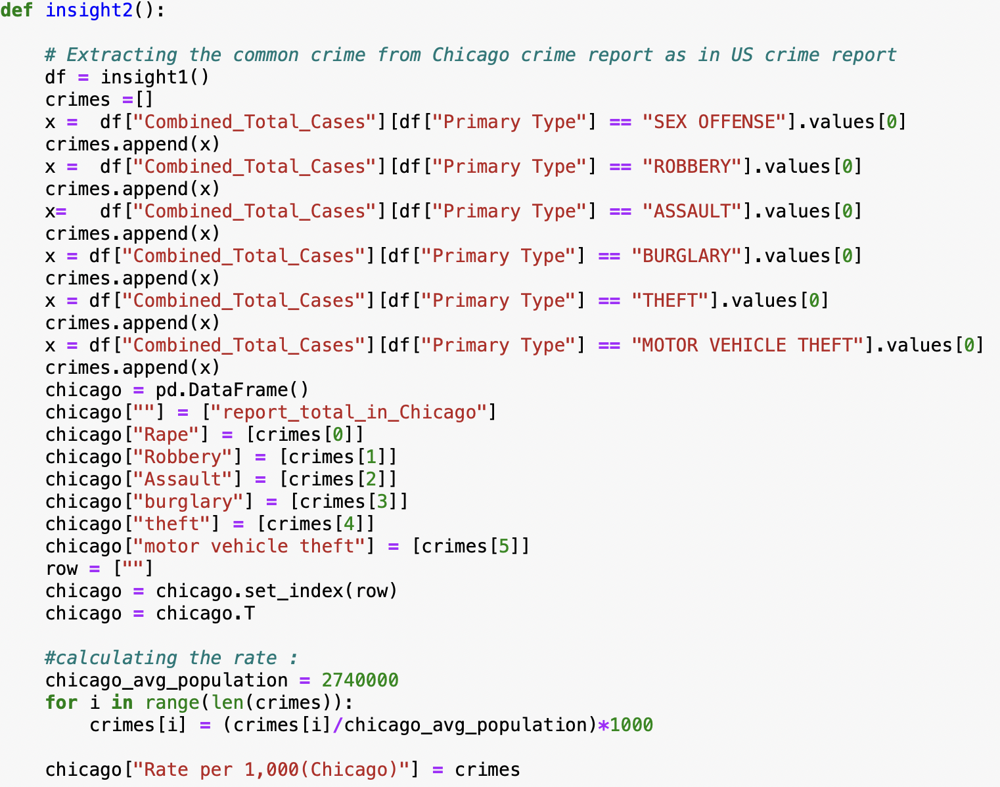 def insight2():

    # Extracting the common crime from Chicago crime report as in US crime report
    df = insight1()
    crimes =[]
    x =  df["Combined_Total_Cases"][df["Primary Type"] == "SEX OFFENSE"].values[0]
    crimes.append(x)
    x =  df["Combined_Total_Cases"][df["Primary Type"] == "ROBBERY"].values[0]
    crimes.append(x)
    x=   df["Combined_Total_Cases"][df["Primary Type"] == "ASSAULT"].values[0]
    crimes.append(x)
    x = df["Combined_Total_Cases"][df["Primary Type"] == "BURGLARY"].values[0]
    crimes.append(x)
    x = df["Combined_Total_Cases"][df["Primary Type"] == "THEFT"].values[0]
    crimes.append(x)
    x = df["Combined_Total_Cases"][df["Primary Type"] == "MOTOR VEHICLE THEFT"].values[0]
    crimes.append(x)
    chicago = pd.DataFrame()
    chicago[""] = ["report_total_in_Chicago"]
    chicago["Rape"] = [crimes[0]]
    chicago["Robbery"] = [crimes[1]]
    chicago["Assault"] = [crimes[2]]
    chicago["burglary"] = [crimes[3]]
    chicago["theft"] = [crimes[4]]
    chicago["motor vehicle theft"] = [crimes[5]]
    row = [""]
    chicago = chicago.set_index(row)
    chicago = chicago.T

    #calculating the rate :
    chicago_avg_population = 2740000
    for i in range(len(crimes)):
        crimes[i] = (crimes[i]/chicago_avg_population)*1000

    chicago["Rate per 1,000(Chicago)"] = crimes